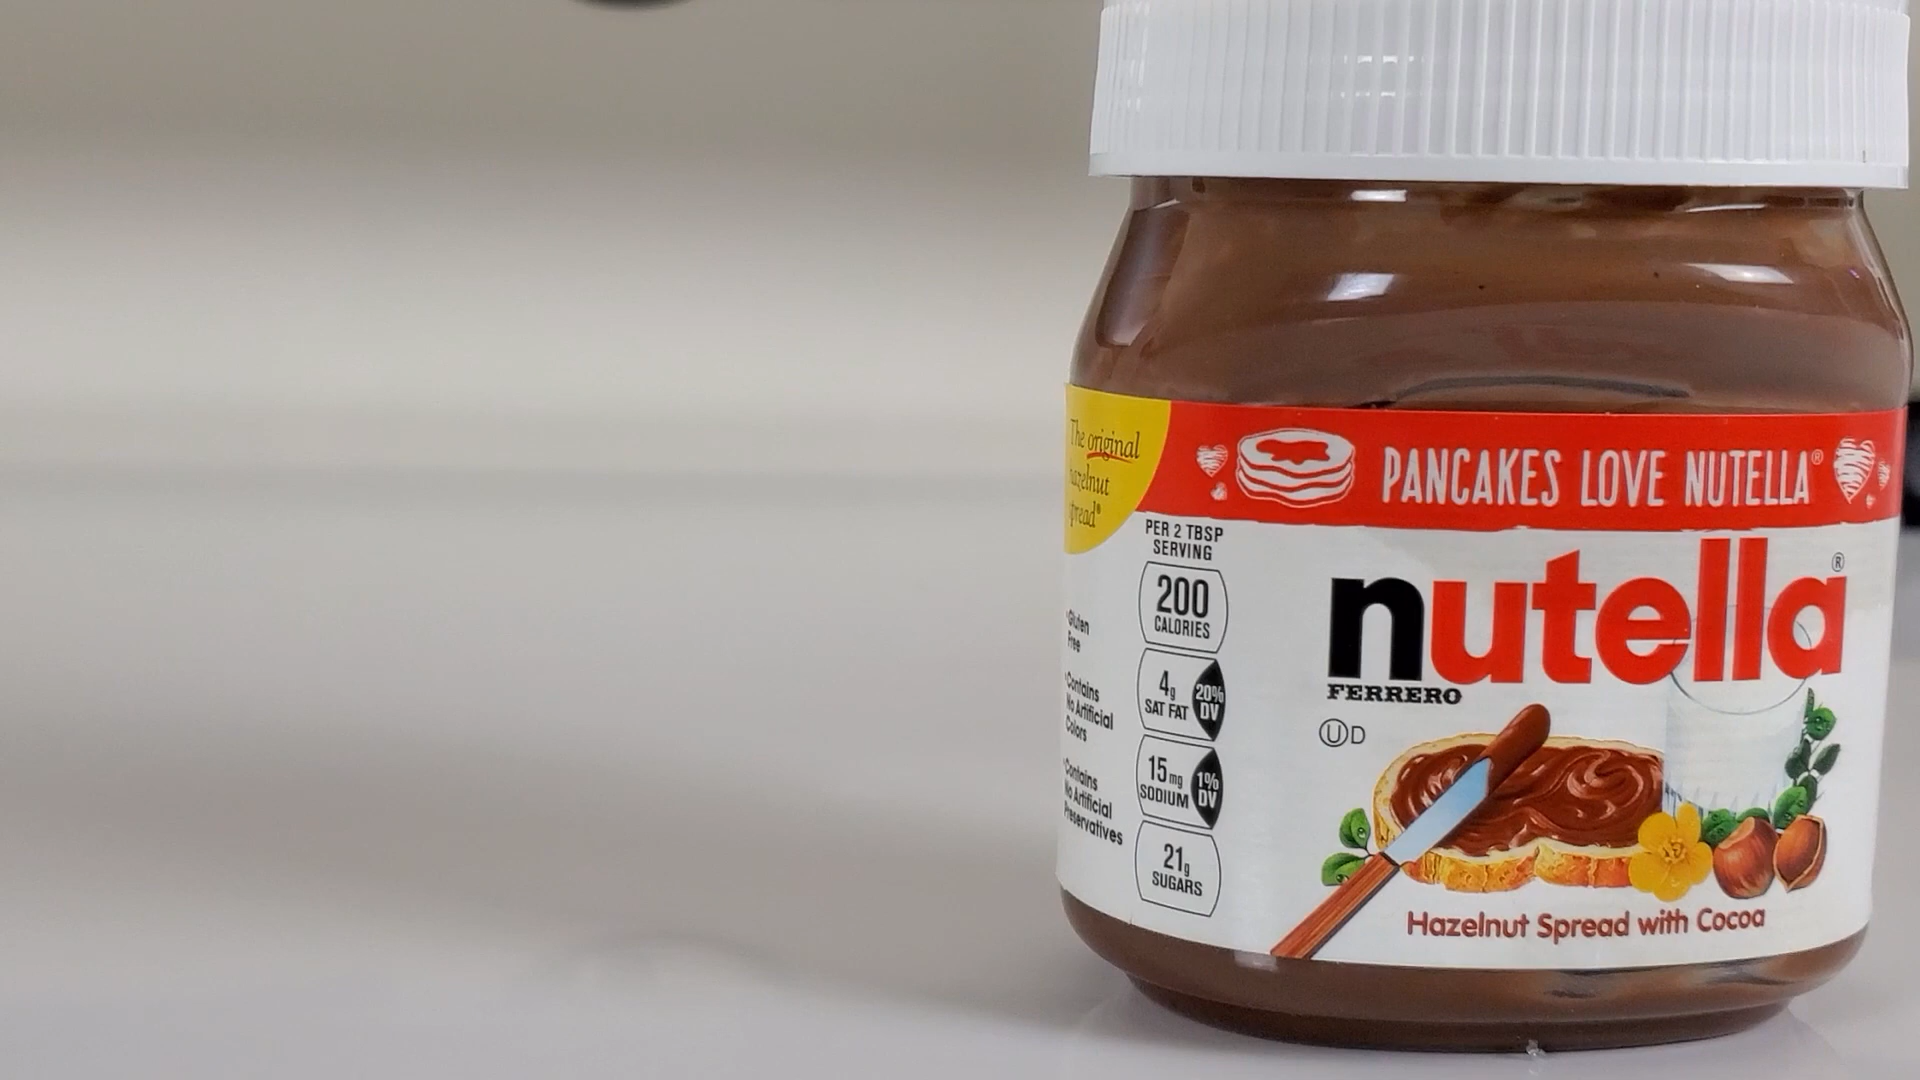 The original
hazelnut
spread®
PANCAKES LOVE NUTELLA®
PER 2 TBSP
SERVING
200
CALORIES
4g
SAT FAT
20%
DV
15mg
SODIUM
1%
DV
21g
SUGARS
• Gluten
Free
• Contains
No Artificial
Colors
• Contains
No Artificial
Preservatives
nutella®
FERRERO
U D
Hazelnut Spread with Cocoa